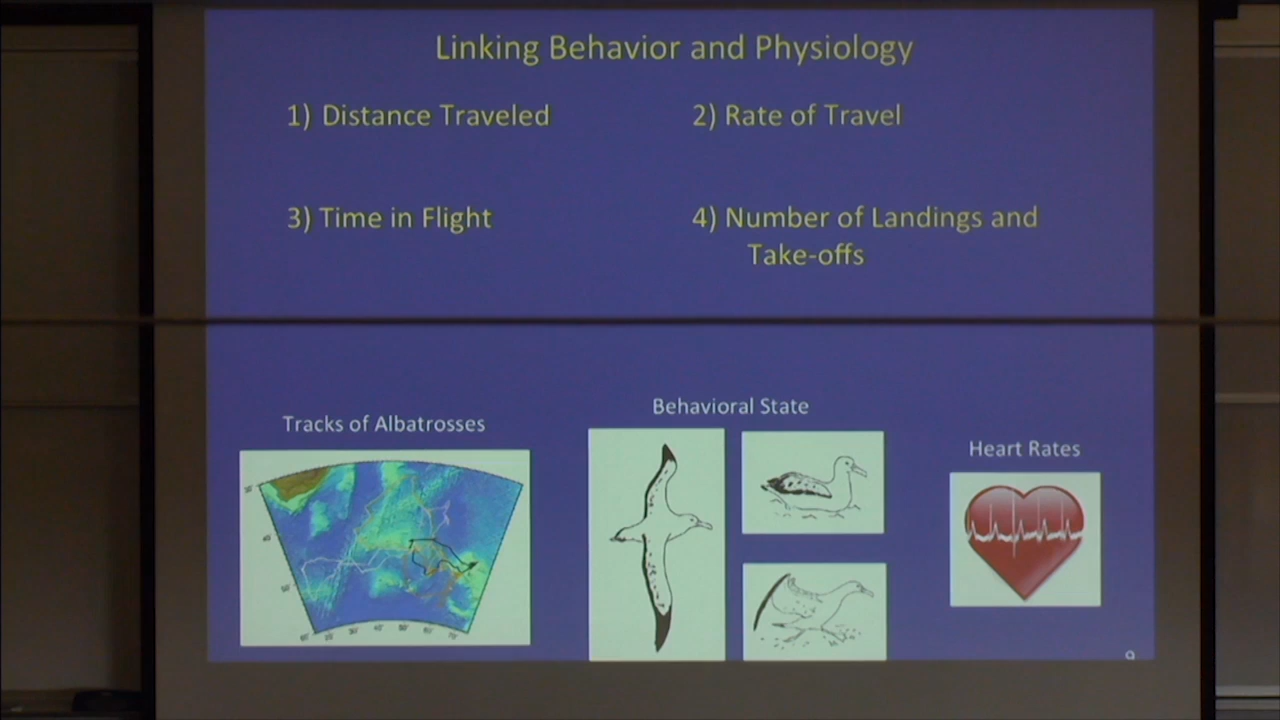 Linking Behavior and Physiology
1) Distance Traveled
2) Rate of Travel
3) Time in Flight
4) Number of Landings and
Take-offs
Tracks of Albatrosses
Behavioral State
Heart Rates
9